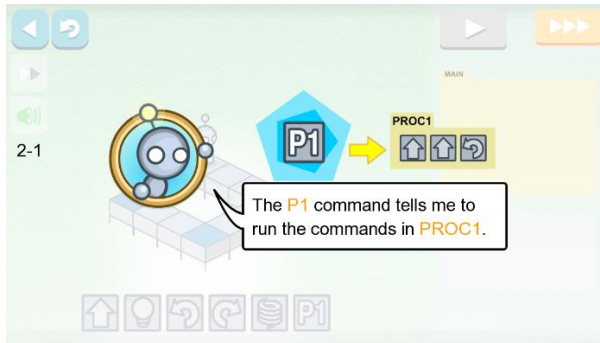 MAIN
PROC1
P1
2-1
The P1 command tells me to
run the commands in PROC1.
P1